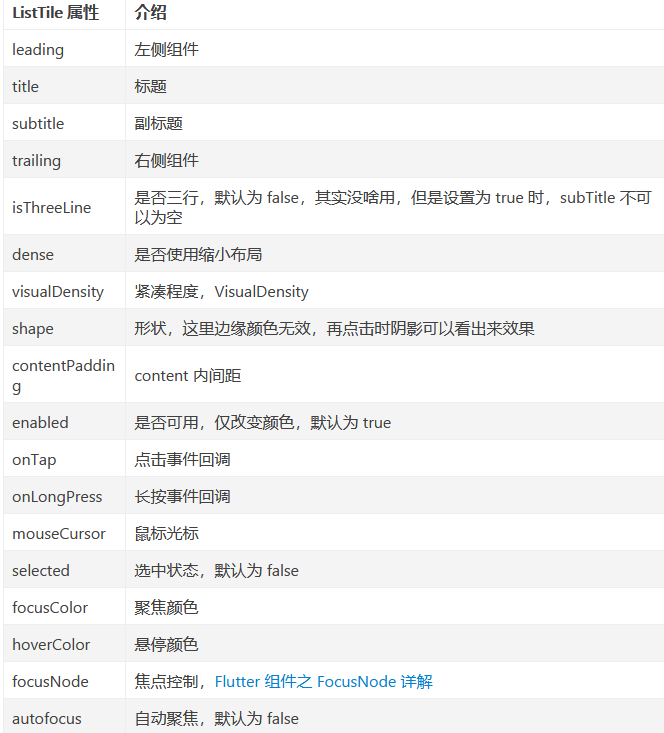 ListTile 属性 介绍
leading 左侧组件
title 标题
subtitle 副标题
trailing 右侧组件
isThreeLine 是否三行，默认为 false，其实没啥用，但是设置为 true 时，subTitle 不可
以为空
dense 是否使用缩小布局
visualDensity 紧凑程度，VisualDensity
shape 形状，这里边缘颜色无效，再点击时阴影可以看出来效果
contentPaddin
g content 内间距
enabled 是否可用，仅改变颜色，默认为 true
onTap 点击事件回调
onLongPress 长按事件回调
mouseCursor 鼠标光标
selected 选中状态，默认为 false
focusColor 聚焦颜色
hoverColor 悬停颜色
focusNode 焦点控制，Flutter 组件之 FocusNode 详解
autofocus 自动聚焦，默认为 false